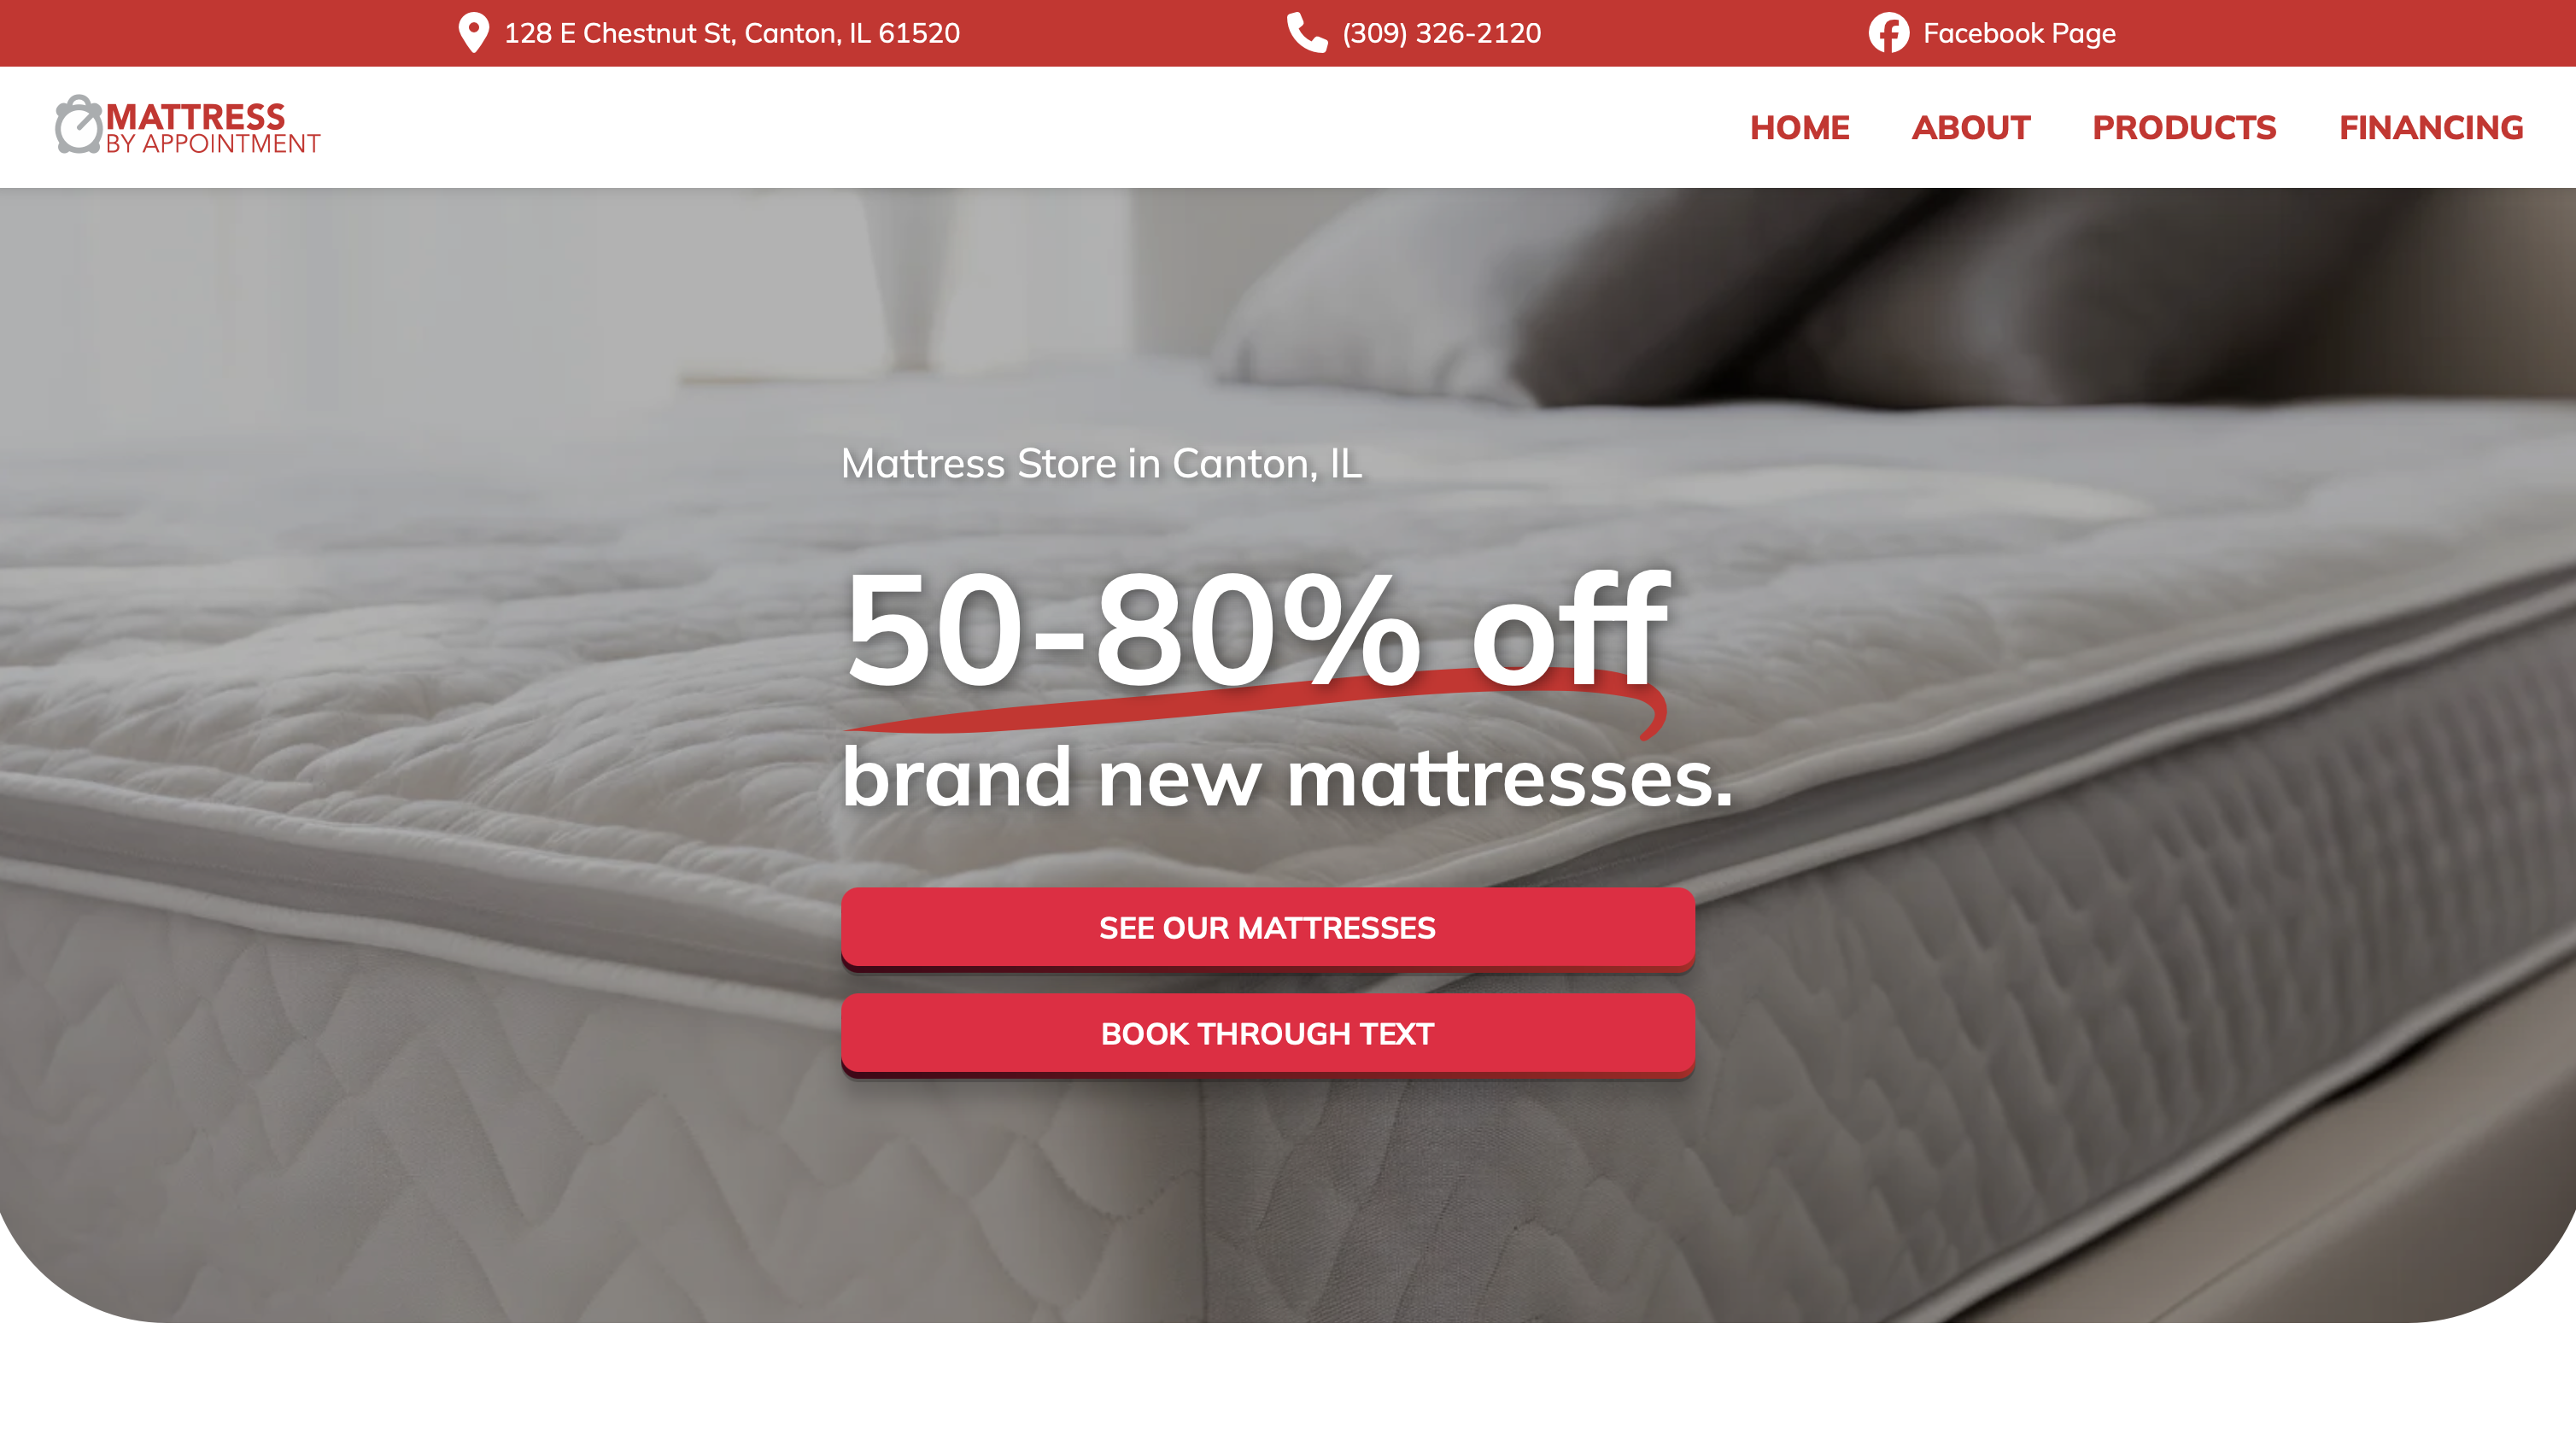 128 E Chestnut St, Canton, IL 61520
(309) 326-2120
Facebook Page
MATTRESS
BY APPOINTMENT
HOME
ABOUT
PRODUCTS
FINANCING
Mattress Store in Canton, IL
50-80% off
brand new mattresses.
SEE OUR MATTRESSES
BOOK THROUGH TEXT